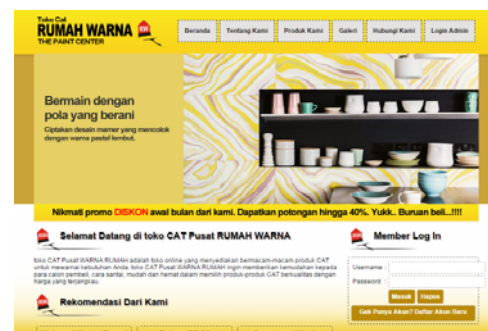 Toko Cat
RUMAH WARNA
THE PAINT CENTER
Beranda
Tentang Kami
Produk Kami
Galeri
Hubungi Kami
Login Admin
Bermain dengan
pola yang berani
Ciptakan desain marner yang mencolok
dengan warna pastel lembut.
Nikmati promo DISKON awal bulan dari kami. Dapatkan potongan hingga 40%. Yukk.. Buruan beli...!!!!
Selamat Datang di toko CAT Pusat RUMAH WARNA
toko CAT Pusat WARNA RUMAH adalah toko online yang menyediakan bermacam-macam produk CAT
untuk mewarnai kebutuhan Anda. toko CAT Pusat WARNA RUMAH ingin memberikan kemudahan kepada
para calon pembeli, cara santai, mudah dan hemat dalam memilih produk-produk CAT berkualitas dengan
harga yang terjangkau.
Rekomendasi Dari Kami
Member Log In
Username :
Password :
Masuk
Hapus
Gak Punya Akun? Daftar Akun Baru